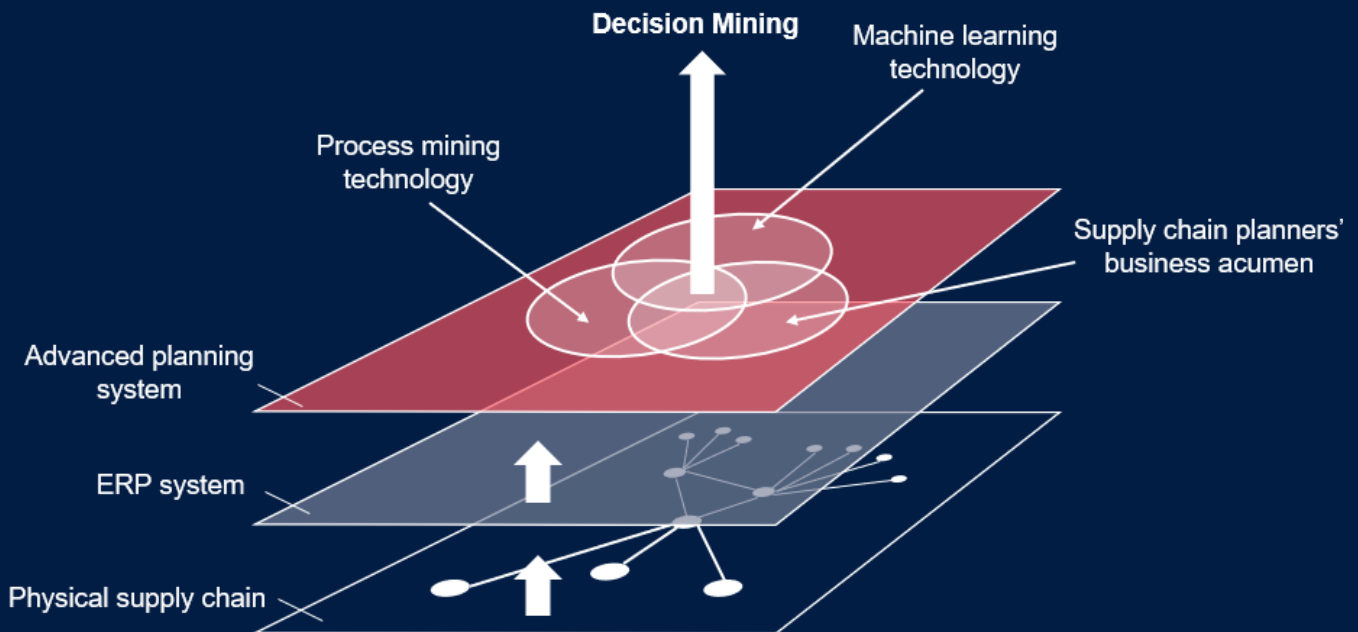 Decision Mining
Machine learning
technology
Process mining
technology
Supply chain planners’
business acumen
Advanced planning
system
ERP system
Physical supply chain